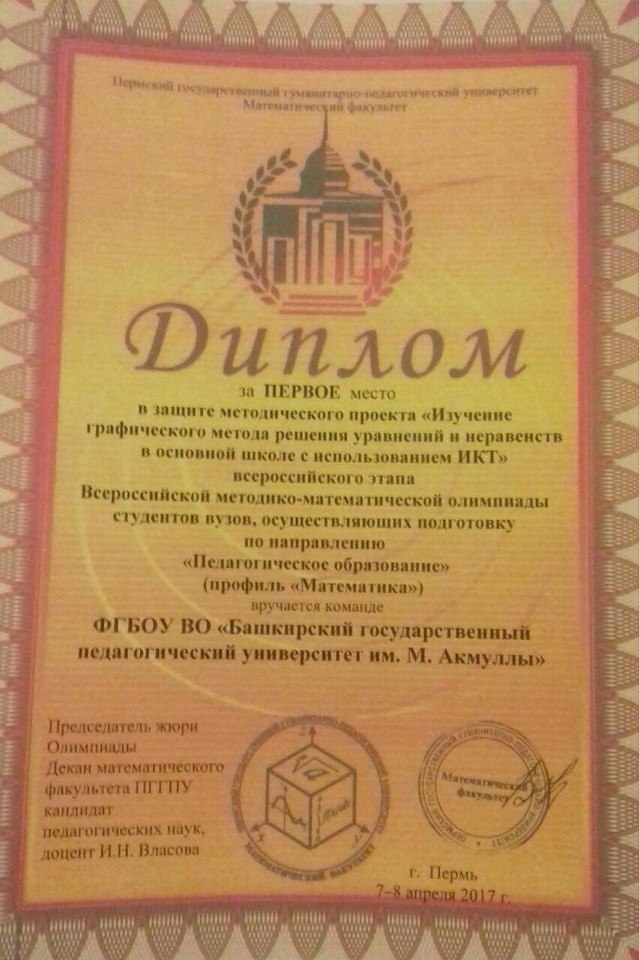 Пермский государственный гуманитарно-педагогический университет
Математический факультет
Диплом
за ПЕРВОЕ место
в защите методического проекта «Изучение
графического метода решения уравнений и неравенств
в основной школе с использованием ИКТ»
всероссийского этапа
Всероссийской методико-математической олимпиады
студентов вузов, осуществляющих подготовку
по направлению
«Педагогическое образование»
(профиль «Математика»)
вручается команде
ФГБОУ ВО «Башкирский государственный
педагогический университет им. М. Акмуллы»
Председатель жюри
Олимпиады
Декан математического
факультета ПГГПУ
кандидат
педагогических наук,
доцент И.Н. Власова
МАТЕМАТИЧЕСКИЙ ФАКУЛЬТЕТ
Математический
факультет
г. Пермь
7-8 апреля 2017 г.